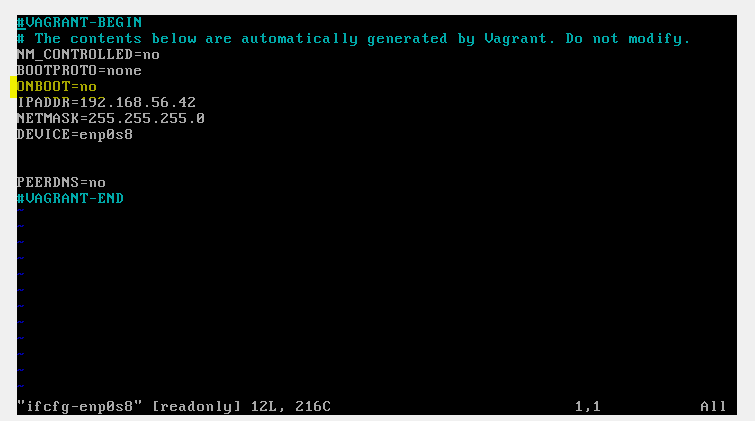 #VAGRANT-BEGIN
# The contents below are automatically generated by Vagrant. Do not modify.
NM_CONTROLLED=no
BOOTPROTO=none
ONBOOT=no
IPADDR=192.168.56.42
NETMASK=255.255.255.0
DEVICE=enp0s8
PEERDNS=no
#VAGRANT-END
~
~
~
~
~
~
~
~
~
~
~
~
"ifcfg-enp0s8" [readonly] 12L, 216C 1,1 All